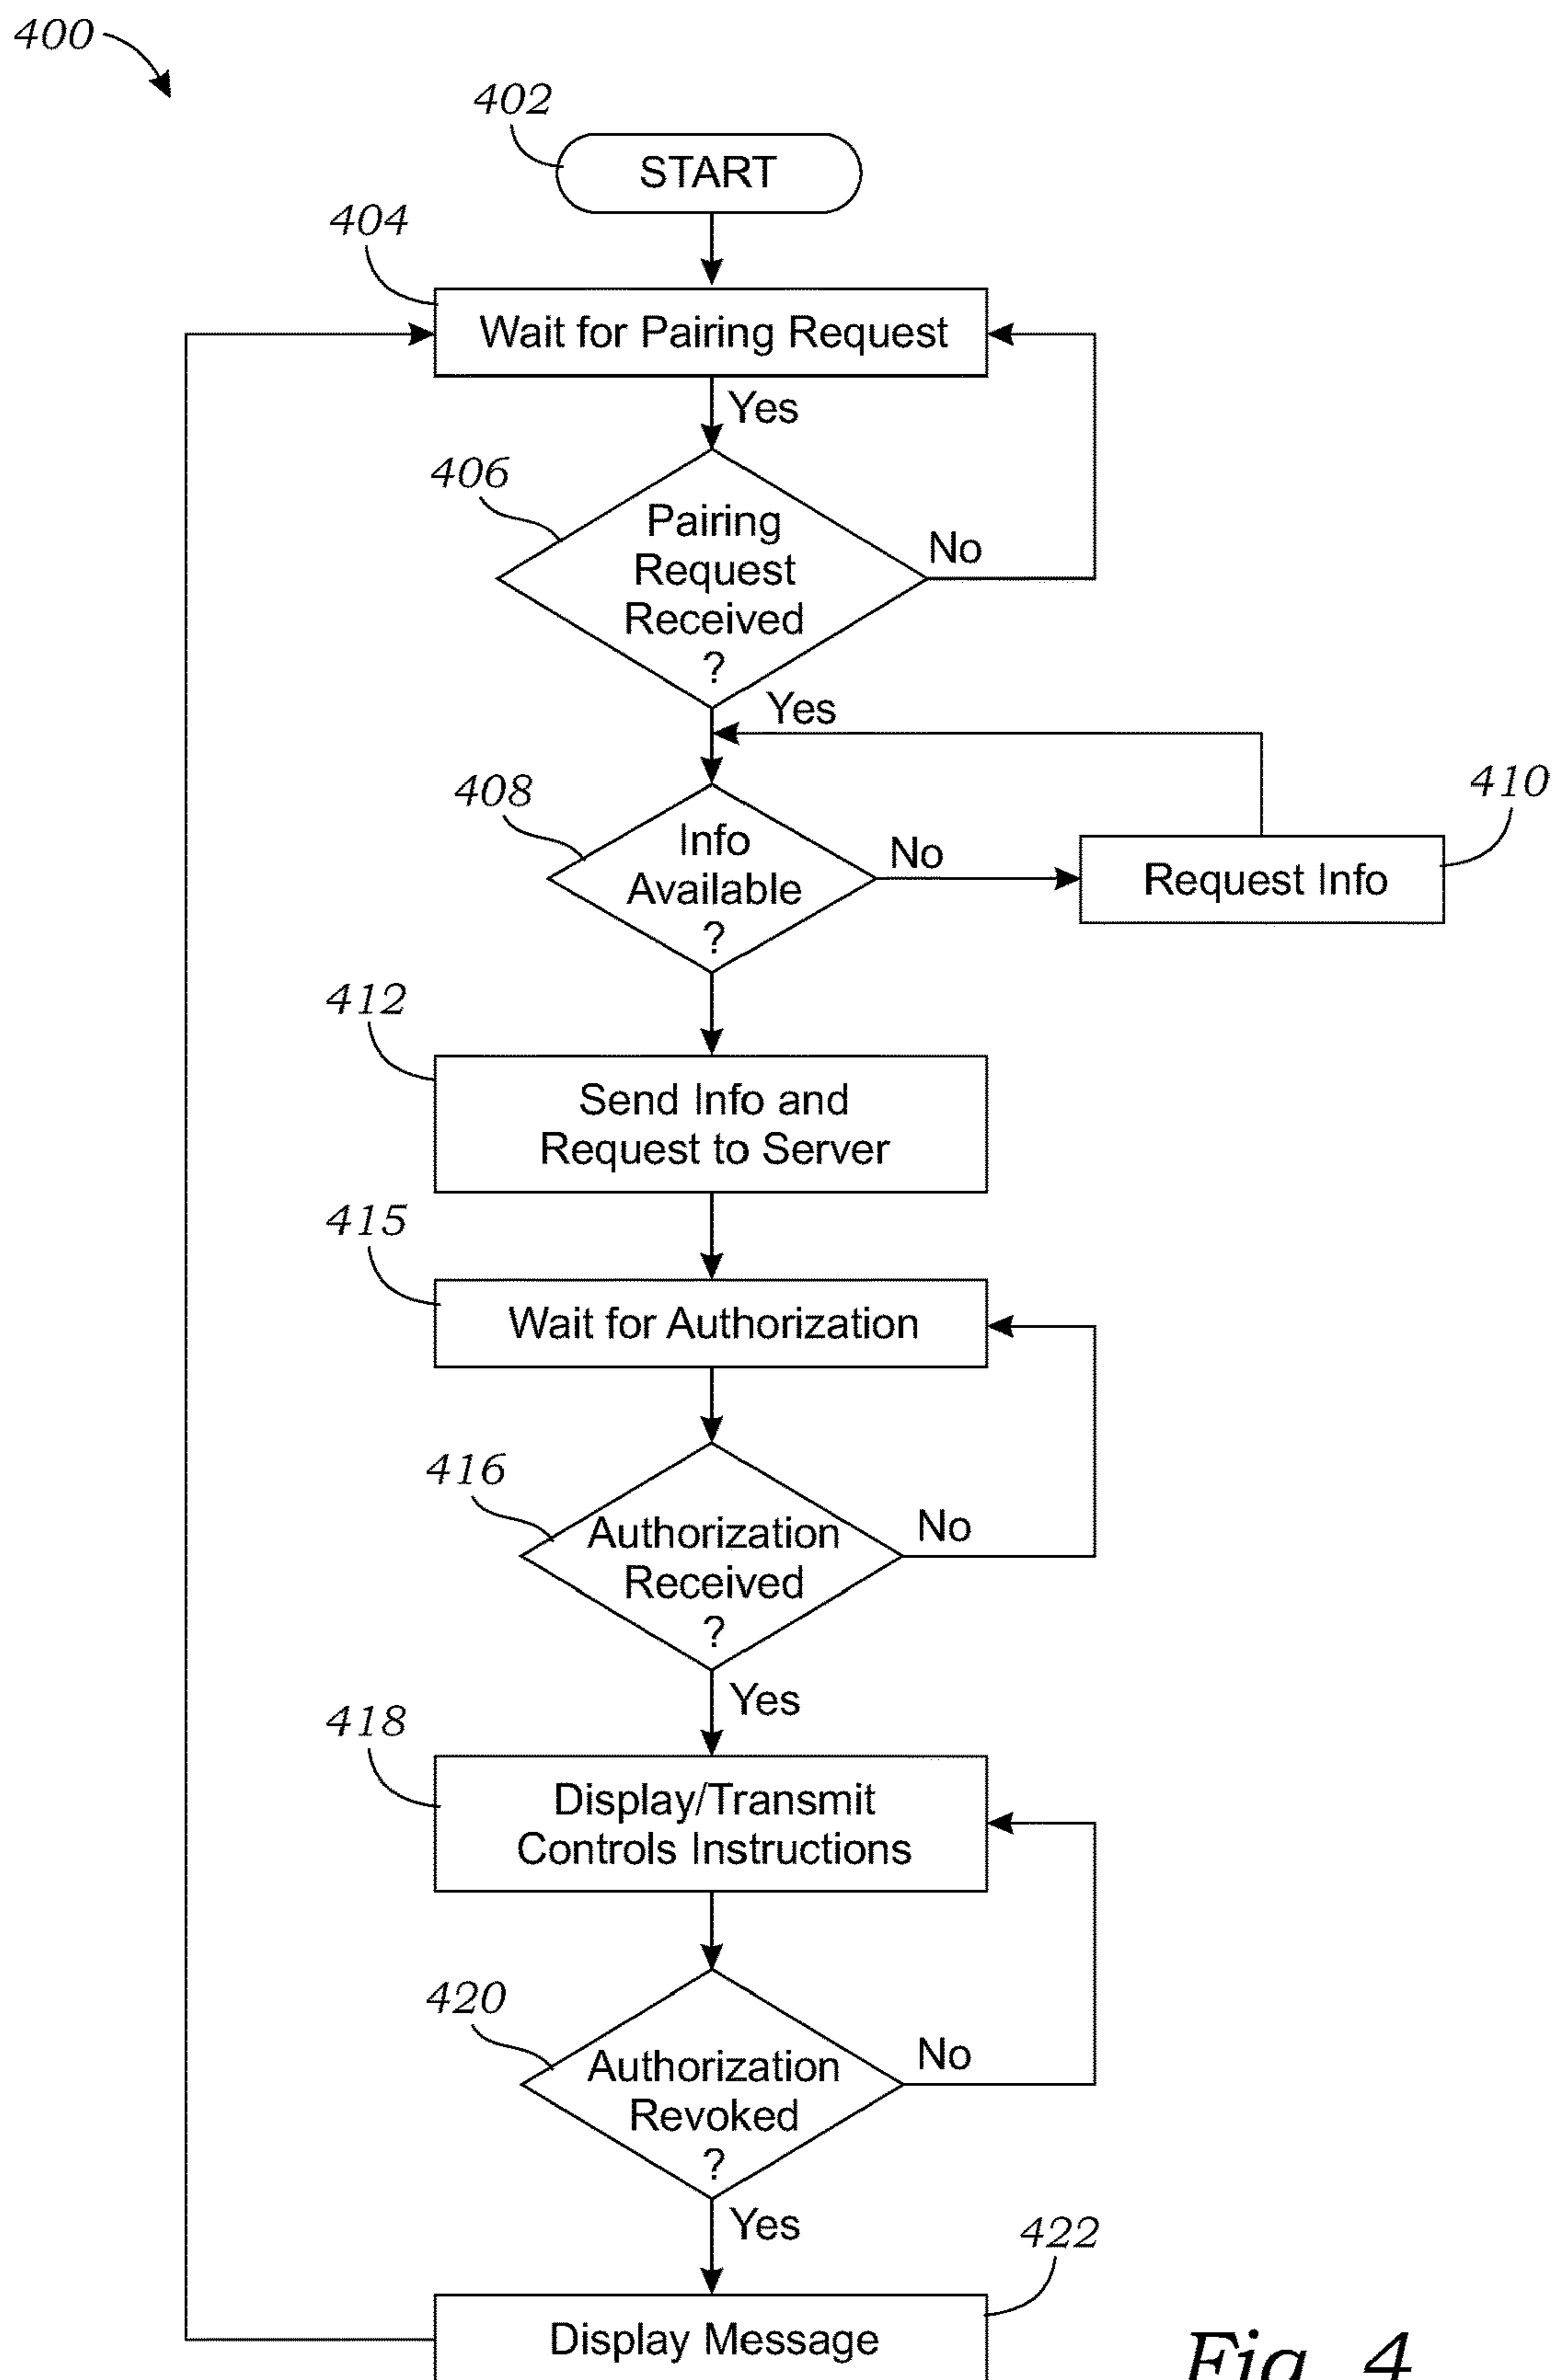 400
402
START
404
Wait for Pairing Request
Yes
406
Pairing
Request
Received
?
No
Yes
408
Info
Available
?
No
410
Request Info
412
Send Info and
Request to Server
415
Wait for Authorization
416
Authorization
Received
?
No
Yes
418
Display/Transmit
Controls Instructions
420
Authorization
Revoked
?
No
Yes
422
Display Message
Fig. 4